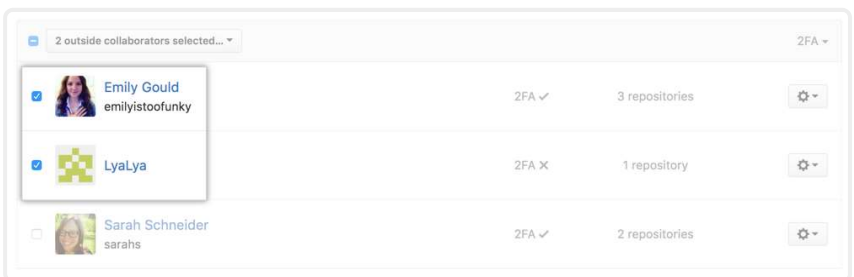 2 outside collaborators selected...
2FA
Emily Gould
emilyistoofunky
2FA ✓
3 repositories
LyaLya
2FA ✗
1 repository
Sarah Schneider
sarahs
2FA ✓
2 repositories